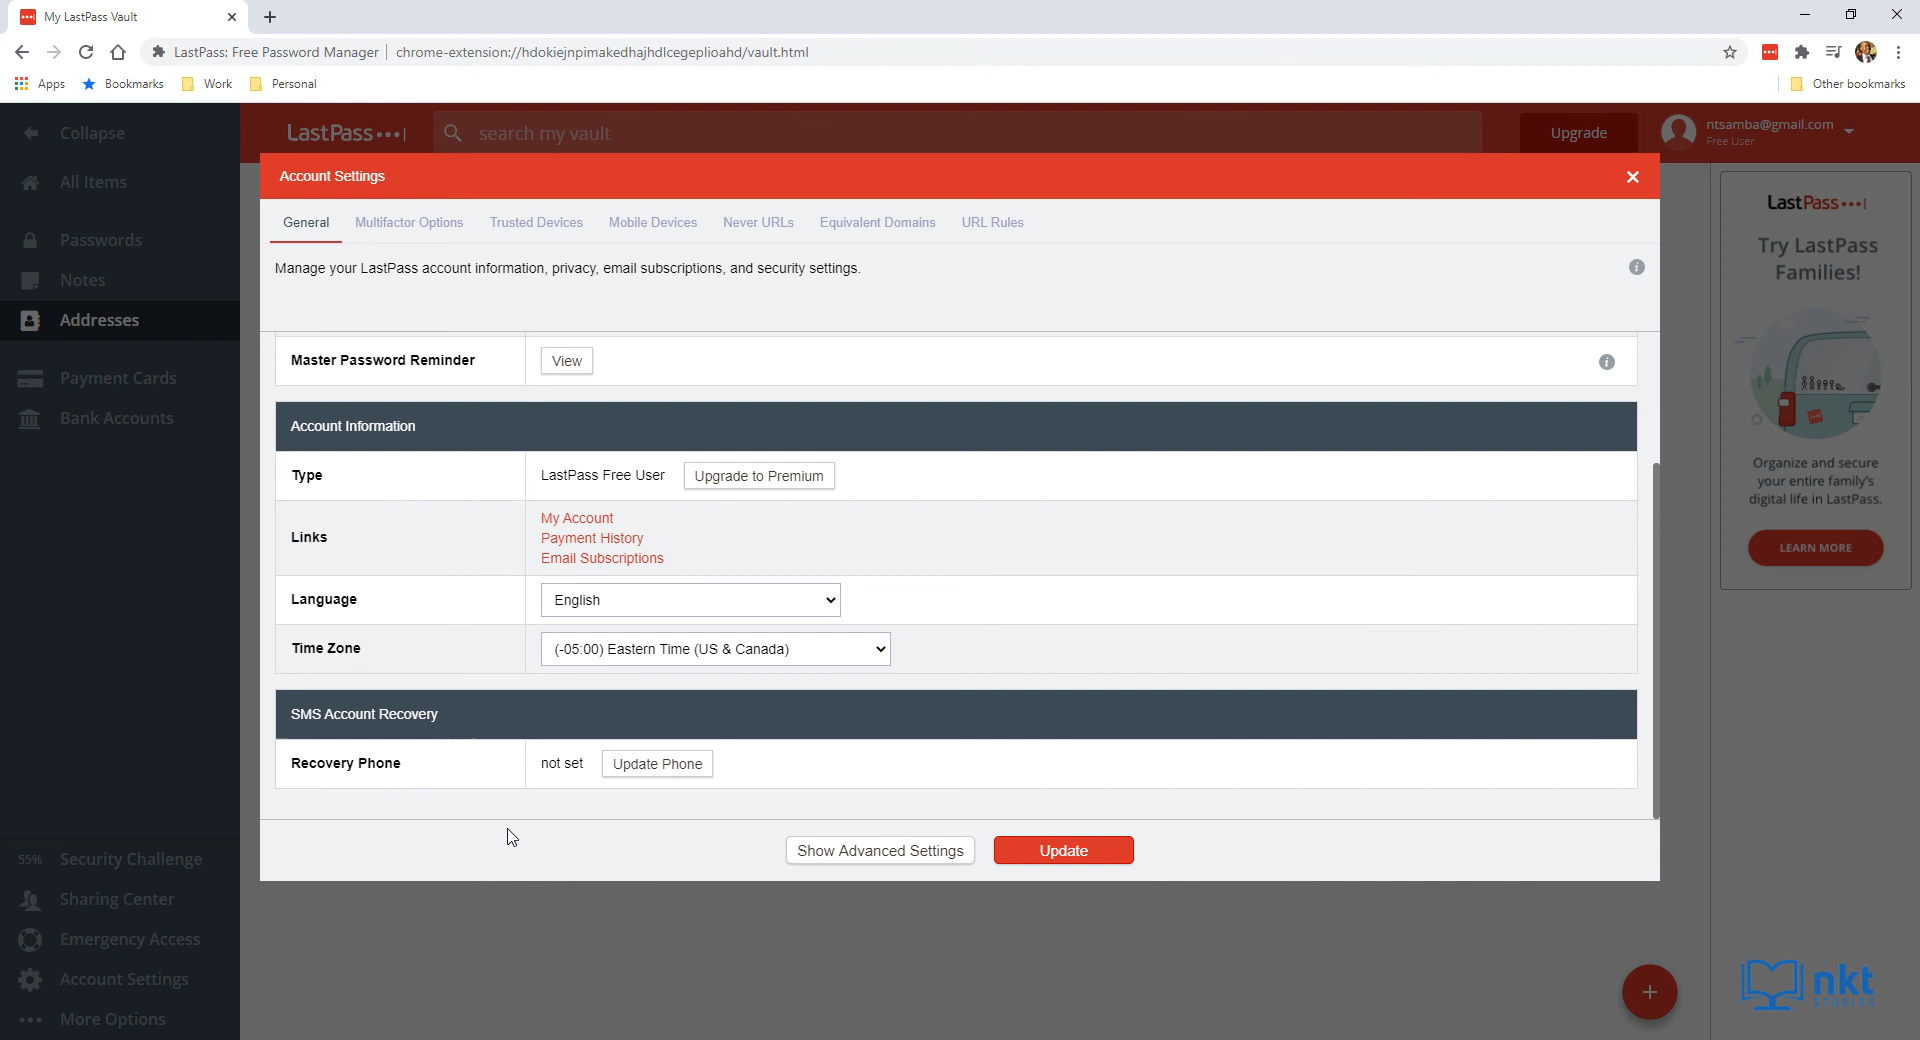 My LastPass Vault
LastPass: Free Password Manager
chrome-extension://hdokiejnpimakedhajhdlcegeplioahd/vault.html
Apps
Bookmarks
Work
Personal
Other bookmarks
Collapse
LastPass
search my vault
Upgrade
ntsamba@gmail.com
Free User
All Items
Passwords
Notes
Addresses
Payment Cards
Bank Accounts
55% Security Challenge
Sharing Center
Emergency Access
Account Settings
More Options
Account Settings
General
Multifactor Options
Trusted Devices
Mobile Devices
Never URLs
Equivalent Domains
URL Rules
Manage your LastPass account information, privacy, email subscriptions, and security settings.
Master Password Reminder
View
Account Information
Type
LastPass Free User
Upgrade to Premium
Links
My Account
Payment History
Email Subscriptions
Language
English
Time Zone
(-05:00) Eastern Time (US & Canada)
SMS Account Recovery
Recovery Phone
not set
Update Phone
Show Advanced Settings
Update
LastPass
Try LastPass
Families!
Organize and secure
your entire family's
digital life in LastPass.
LEARN MORE
nkt
STUDIOS